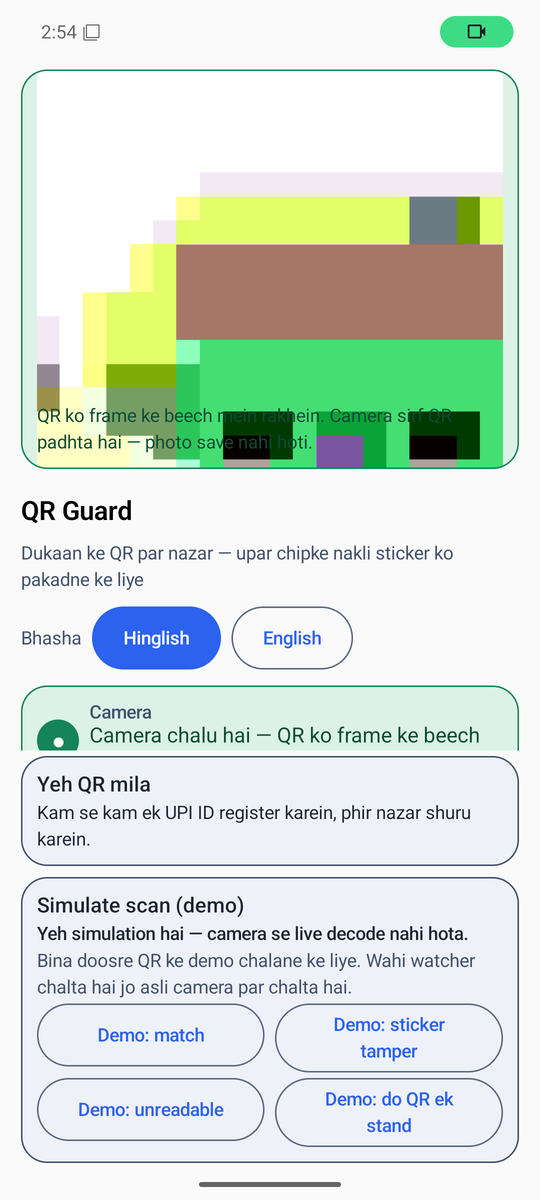 2:54
QR ko frame ke beech mein rakhein. Camera sirf QR
padhta hai — photo save nahi hoti.
QR Guard
Dukaan ke QR par nazar — upar chipke nakli sticker ko
pakadne ke liye
Bhasha Hinglish English
Camera
Camera chalu hai — QR ko frame ke beech
Yeh QR mila
Kam se kam ek UPI ID register karein, phir nazar shuru
karein.
Simulate scan (demo)
Yeh simulation hai — camera se live decode nahi hota.
Bina doosre QR ke demo chalane ke liye. Wahi watcher
chalta hai jo asli camera par chalta hai.
Demo: match
Demo: sticker
tamper
Demo: unreadable
Demo: do QR ek
stand